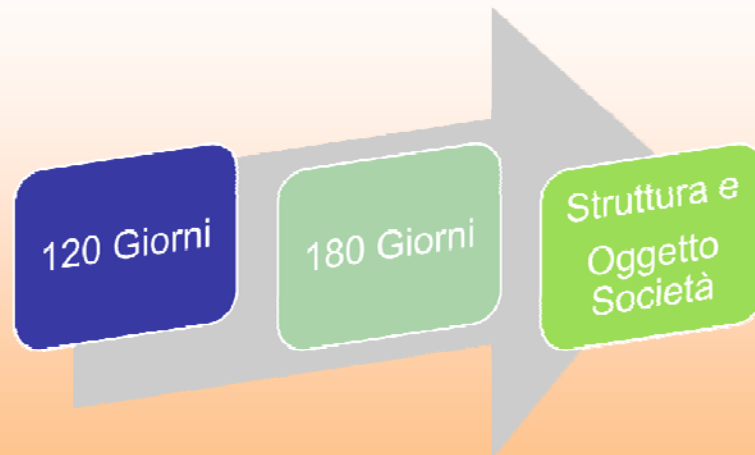 120 Giorni
180 Giorni
Struttura e
Oggetto
Società